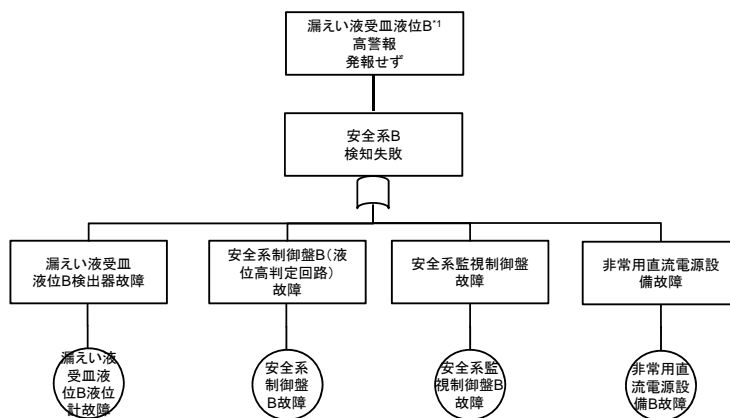 漏えい液受皿液位B*1
高警報
発報せず
安全系B
検知失敗
漏えい液受皿
液位B検出器故障
安全系制御盤B(液
位高判定回路)
故障
安全系監視制御盤
故障
非常用直流電源設
備故障
漏えい液
受皿液
位B液位
計故障
安全系
制御盤
B故障
安全系監
視制御盤B
故障
非常用直
流電源設
備B故障